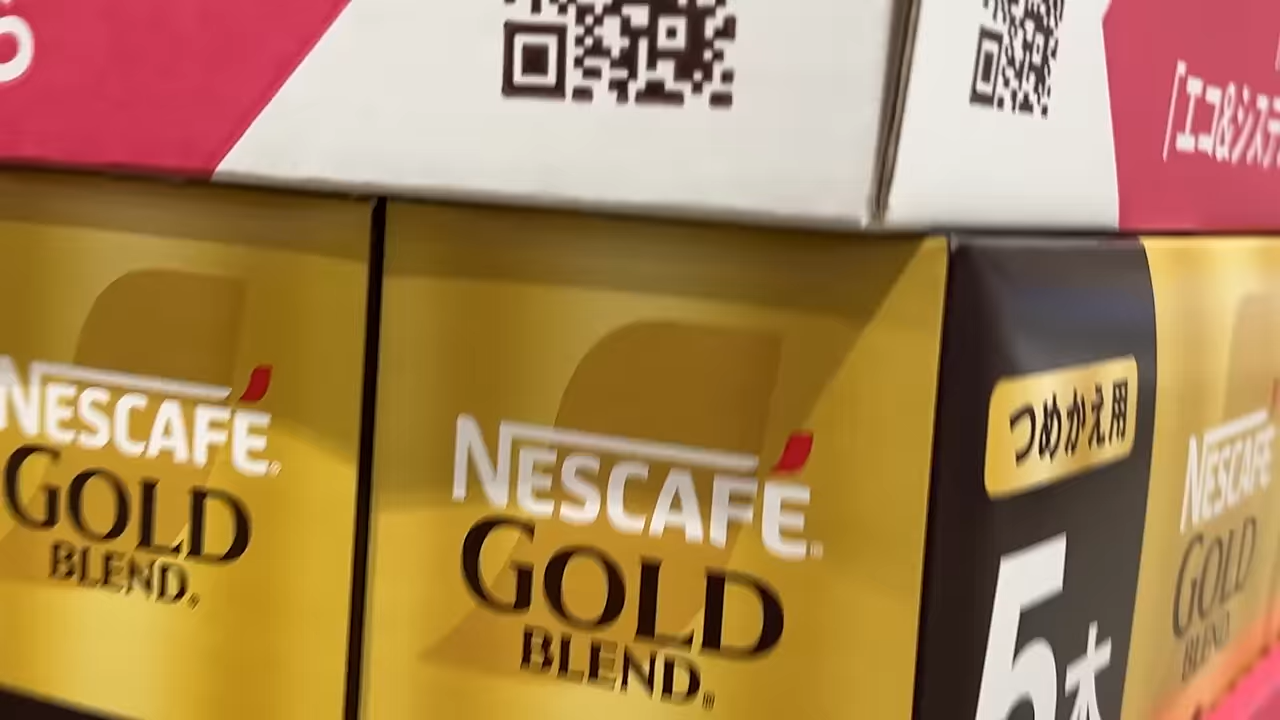 「エコ&システ
NESCAFÉ
GOLD
BLEND
NESCAFÉ
GOLD
BLEND
つめかえ用
5本
NESCAFÉ
GOLD
BLEND